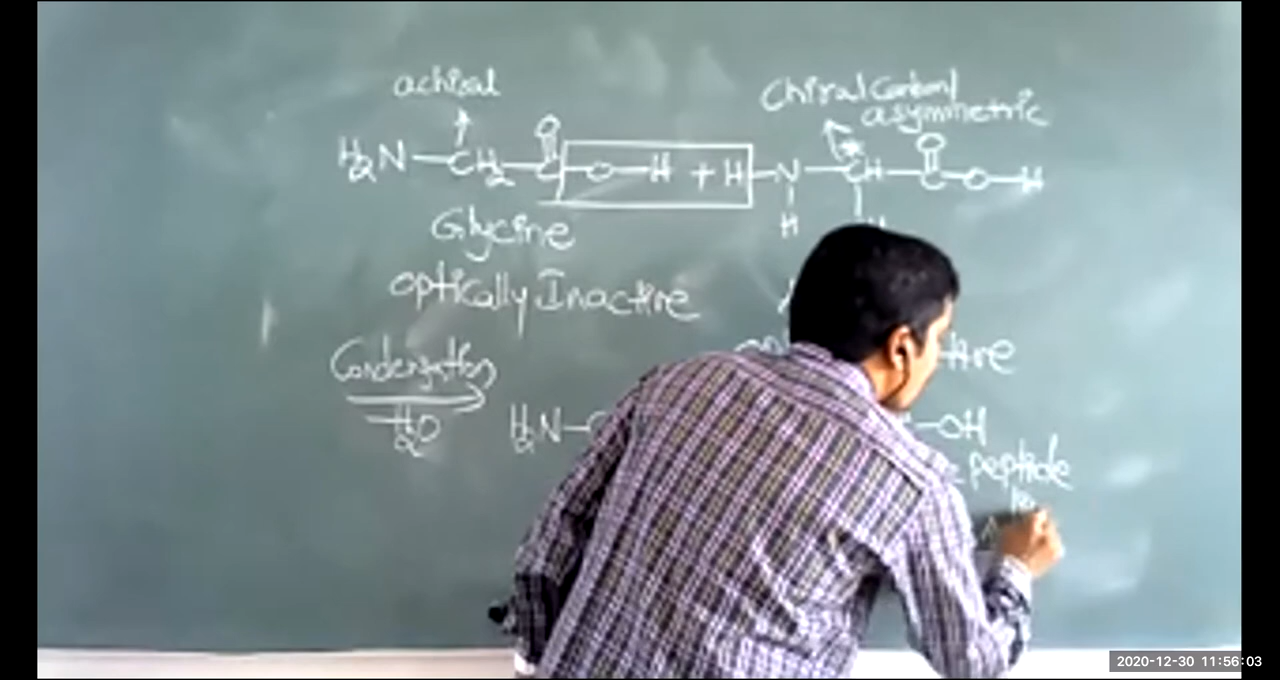 achiral
Chiral Carbon
asymmetric
O O
H2N—CH2—C—O—H + H—N—CH—C—O—H
H
Glycine
optically Inactive
Condensation
-H2O
H2N— —OH
peptide
2020-12-30 11:56:03